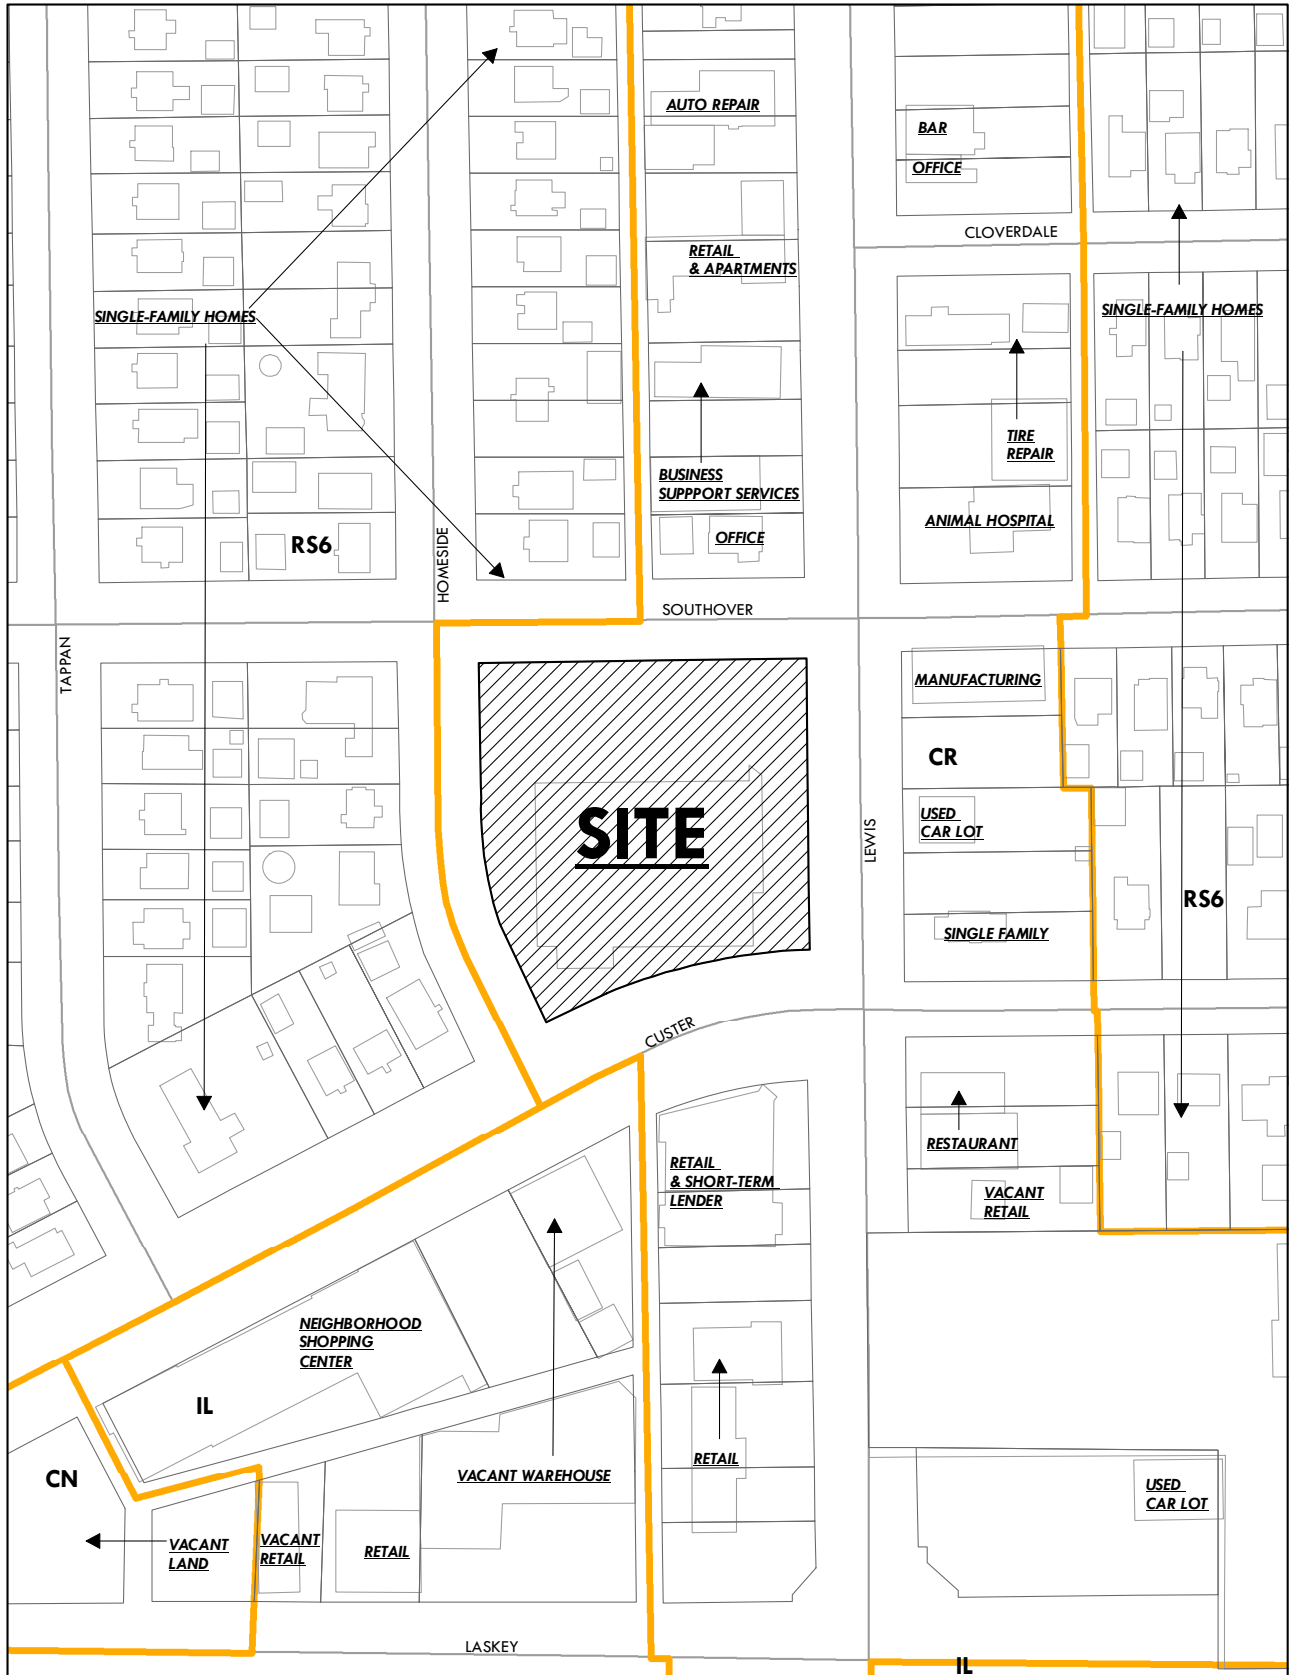 AUTO REPAIR
BAR
OFFICE
CLOVERDALE
RETAIL
& APARTMENTS
SINGLE-FAMILY HOMES
SINGLE-FAMILY HOMES
TIRE
REPAIR
BUSINESS
SUPPPORT SERVICES
ANIMAL HOSPITAL
OFFICE
RS6
HOMESIDE
SOUTHOVER
TAPPAN
MANUFACTURING
CR
SITE
USED
CAR LOT
LEWIS
RS6
SINGLE FAMILY
CUSTER
RESTAURANT
RETAIL
& SHORT-TERM
LENDER
VACANT
RETAIL
NEIGHBORHOOD
SHOPPING
CENTER
IL
CN
VACANT WAREHOUSE
RETAIL
USED
CAR LOT
VACANT
LAND
VACANT
RETAIL
RETAIL
LASKEY
IL